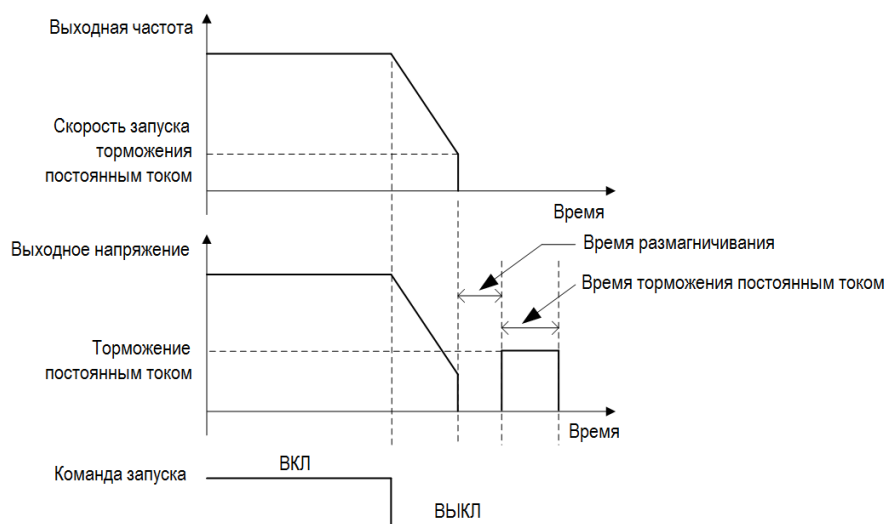 Выходная частота
Скорость запуска
торможения
постоянным током
Время
Выходное напряжение
Время размагничивания
Время торможения постоянным током
Торможение
постоянным током
Время
Команда запуска
ВКЛ
ВЫКЛ